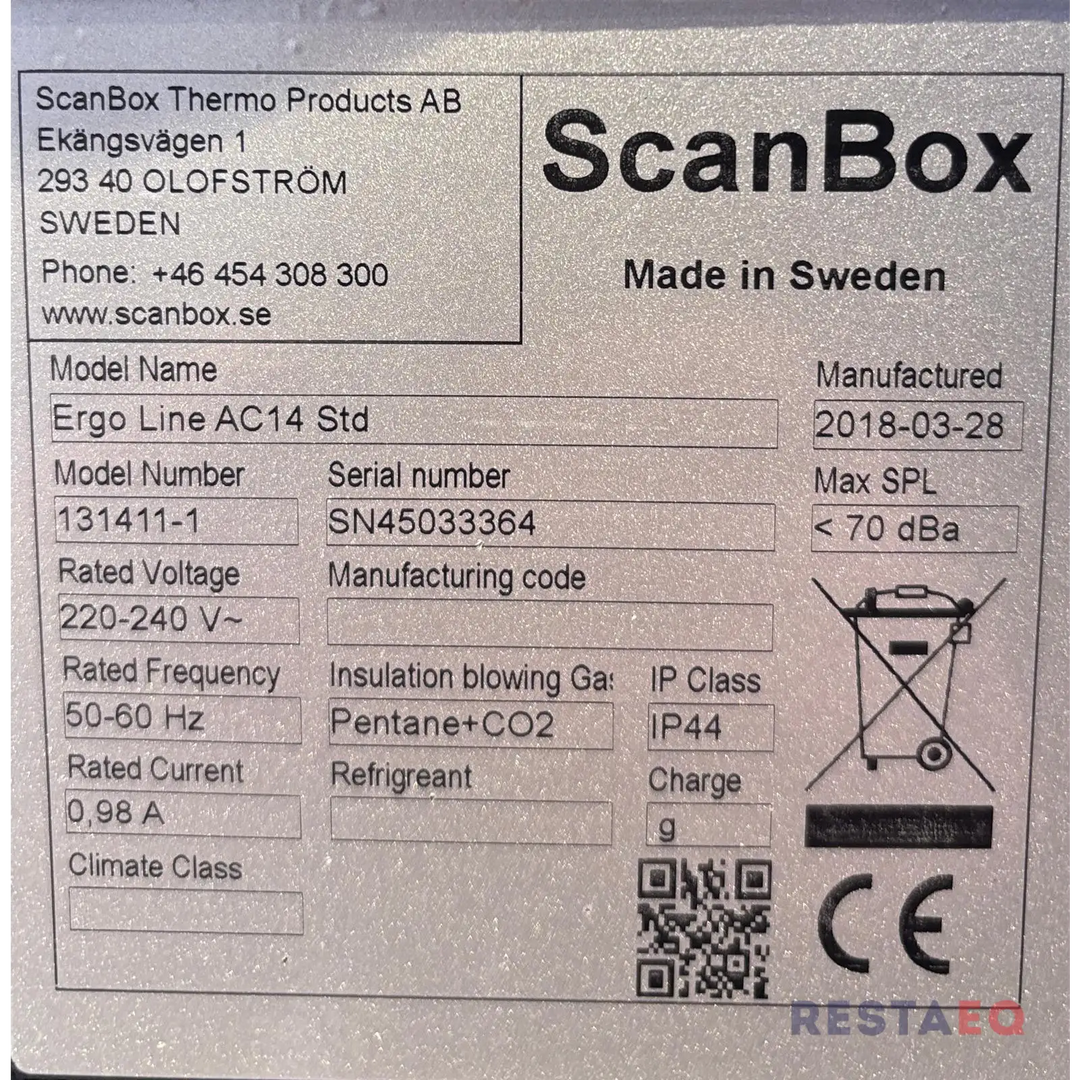 ScanBox Thermo Products AB
Ekängsvägen 1
293 40 OLOFSTRÖM
SWEDEN
Phone: +46 454 308 300
www.scanbox.se
ScanBox
Made in Sweden
Model Name
Ergo Line AC14 Std
Manufactured
2018-03-28
Model Number
131411-1
Serial number
SN45033364
Max SPL
< 70 dBa
Rated Voltage
220-240 V~
Manufacturing code
Rated Frequency
50-60 Hz
Insulation blowing Gas
Pentane+CO2
IP Class
IP44
Rated Current
0,98 A
Refrigreant
Charge
g
Climate Class
CE
RESTAEQ